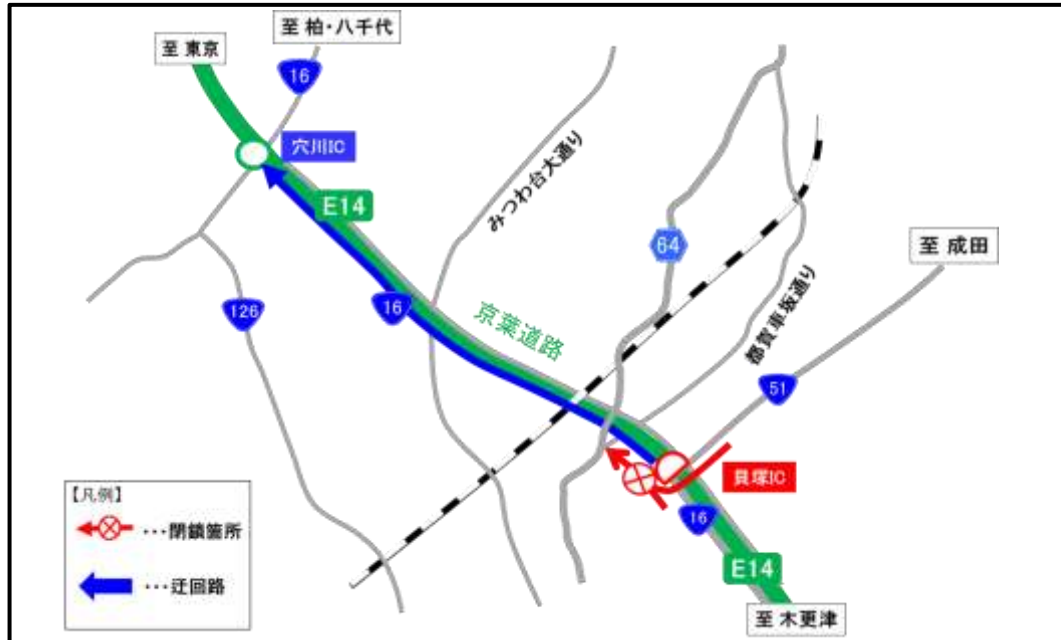 至 東京
至 柏・八千代
16
穴川IC
E14
みつわ台大通り
64
至 成田
126
16
京葉道路
都賀車坂通り
51
貝塚IC
16
E14
至 木更津
【凡例】
･･･閉鎖箇所
･･･迂回路